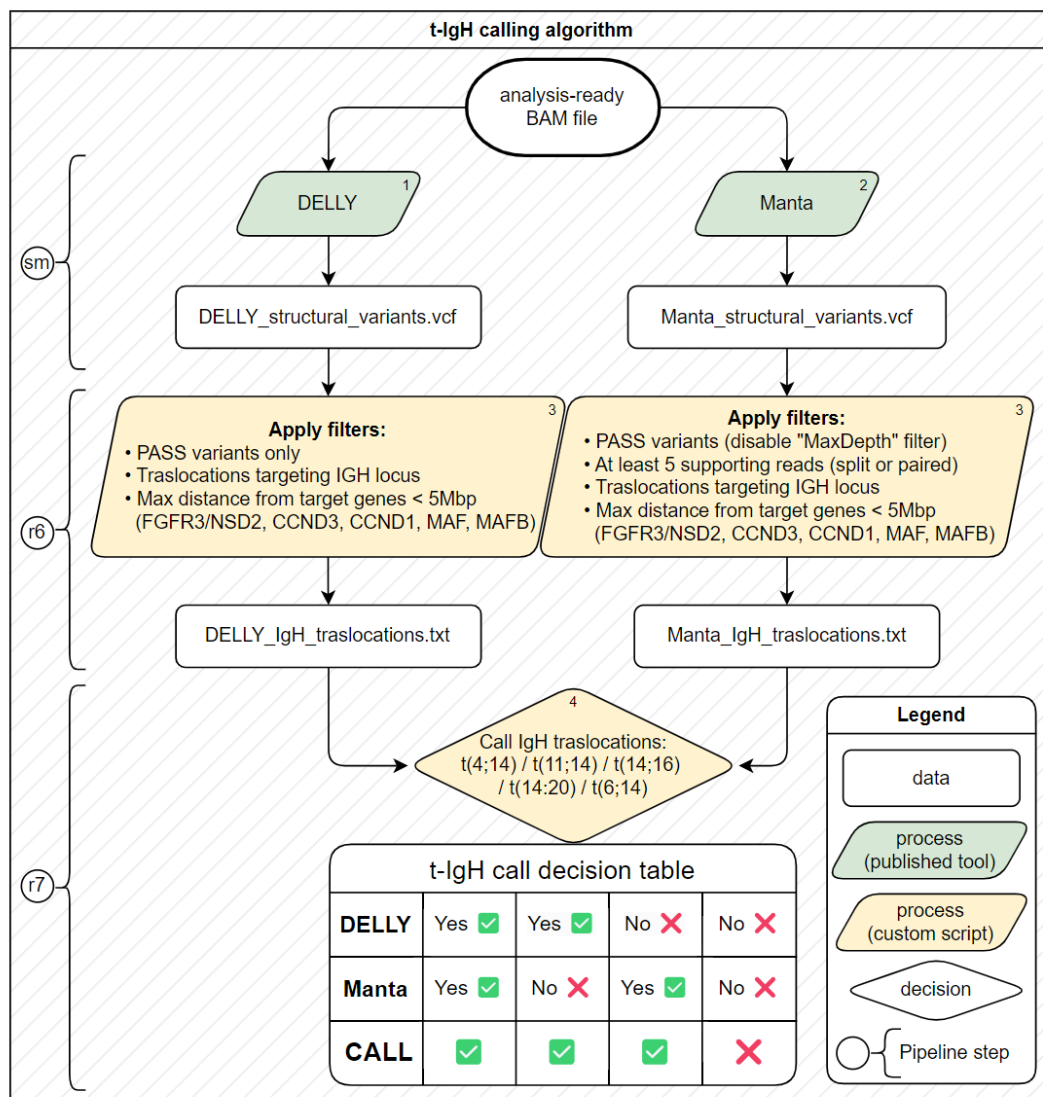 t-IgH calling algorithm
analysis-ready
BAM file
sm
1
DELLY
2
Manta
DELLY_structural_variants.vcf
Manta_structural_variants.vcf
r6
3
Apply filters:
• PASS variants only
• Traslocations targeting IGH locus
• Max distance from target genes < 5Mbp
(FGFR3/NSD2, CCND3, CCND1, MAF, MAFB)
3
Apply filters:
• PASS variants (disable "MaxDepth" filter)
• At least 5 supporting reads (split or paired)
• Traslocations targeting IGH locus
• Max distance from target genes < 5Mbp
(FGFR3/NSD2, CCND3, CCND1, MAF, MAFB)
DELLY_IgH_traslocations.txt
Manta_IgH_traslocations.txt
r7
4
Call IgH traslocations:
t(4;14) / t(11;14) / t(14;16)
/ t(14:20) / t(6;14)
t-IgH call decision table
DELLY Yes ✅ Yes ✅ No ❌ No ❌
Manta Yes ✅ No ❌ Yes ✅ No ❌
CALL ✅ ✅ ✅ ❌
Legend
data
process
(published tool)
process
(custom script)
decision
Pipeline step